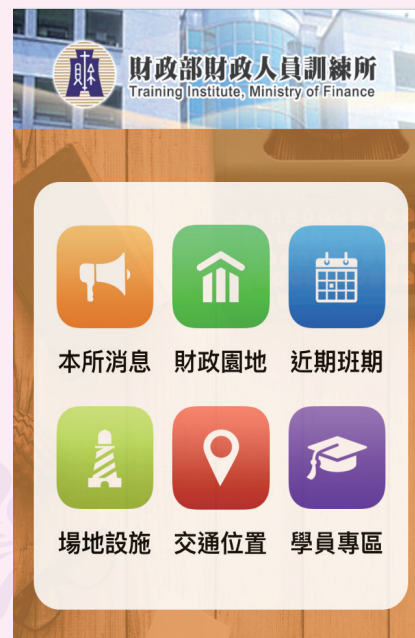 財政部財政人員訓練所
Training Institute, Ministry of Finance
本所消息 財政園地 近期班期
場地設施 交通位置 學員專區